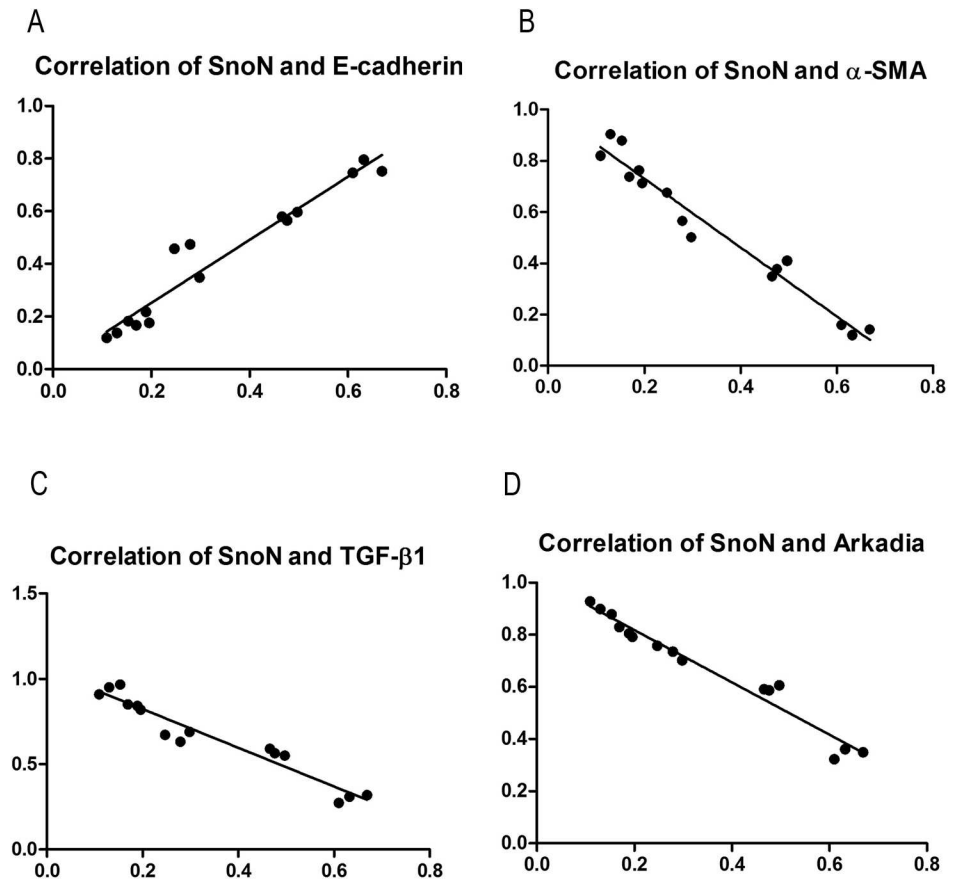 A
Correlation of SnoN and E-cadherin
1.0
0.8
0.6
0.4
0.2
0.0
0.0 0.2 0.4 0.6 0.8
B
Correlation of SnoN and α-SMA
1.0
0.8
0.6
0.4
0.2
0.0
0.0 0.2 0.4 0.6 0.8
C
Correlation of SnoN and TGF-β1
1.5
1.0
0.5
0.0
0.0 0.2 0.4 0.6 0.8
D
Correlation of SnoN and Arkadia
1.0
0.8
0.6
0.4
0.2
0.0
0.0 0.2 0.4 0.6 0.8